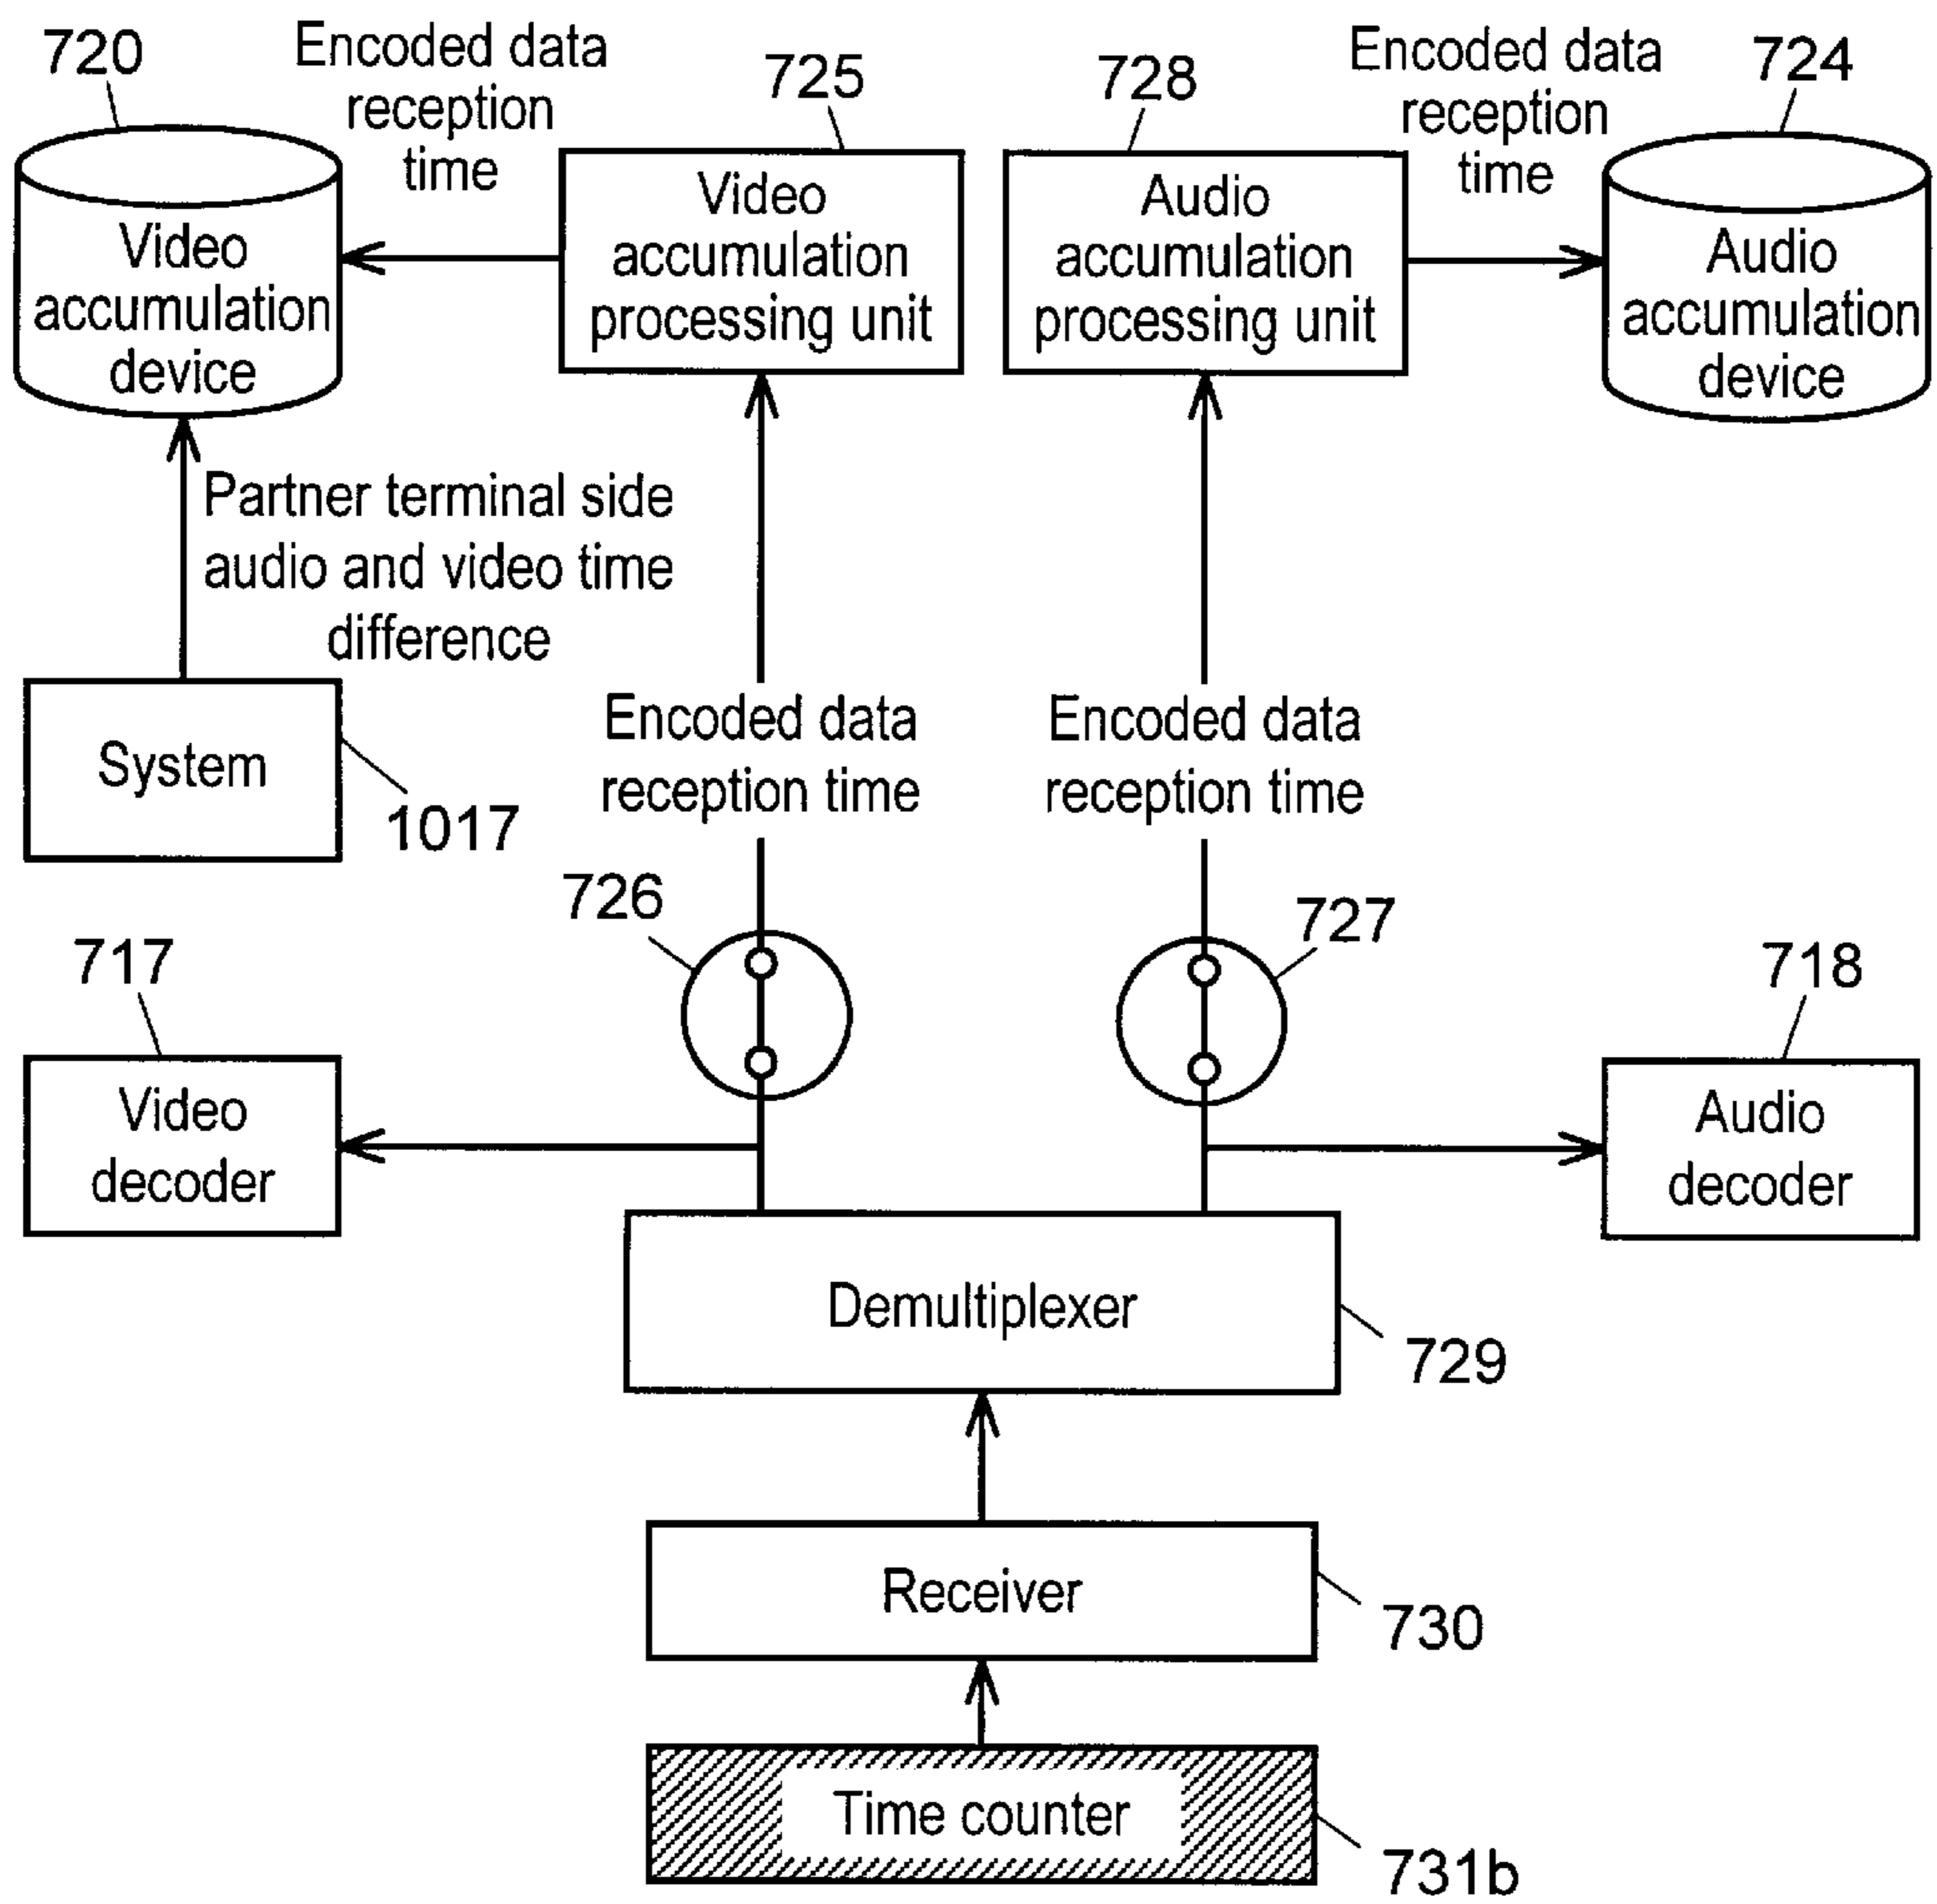 720
Encoded data
reception
time
725
728
Encoded data
reception
time
724
Video
accumulation
device
Video
accumulation
processing unit
Audio
accumulation
processing unit
Audio
accumulation
device
Partner terminal side
audio and video time
difference
System
1017
Encoded data
reception time
Encoded data
reception time
726
727
717
718
Video
decoder
Audio
decoder
Demultiplexer
729
Receiver
730
Time counter
731b